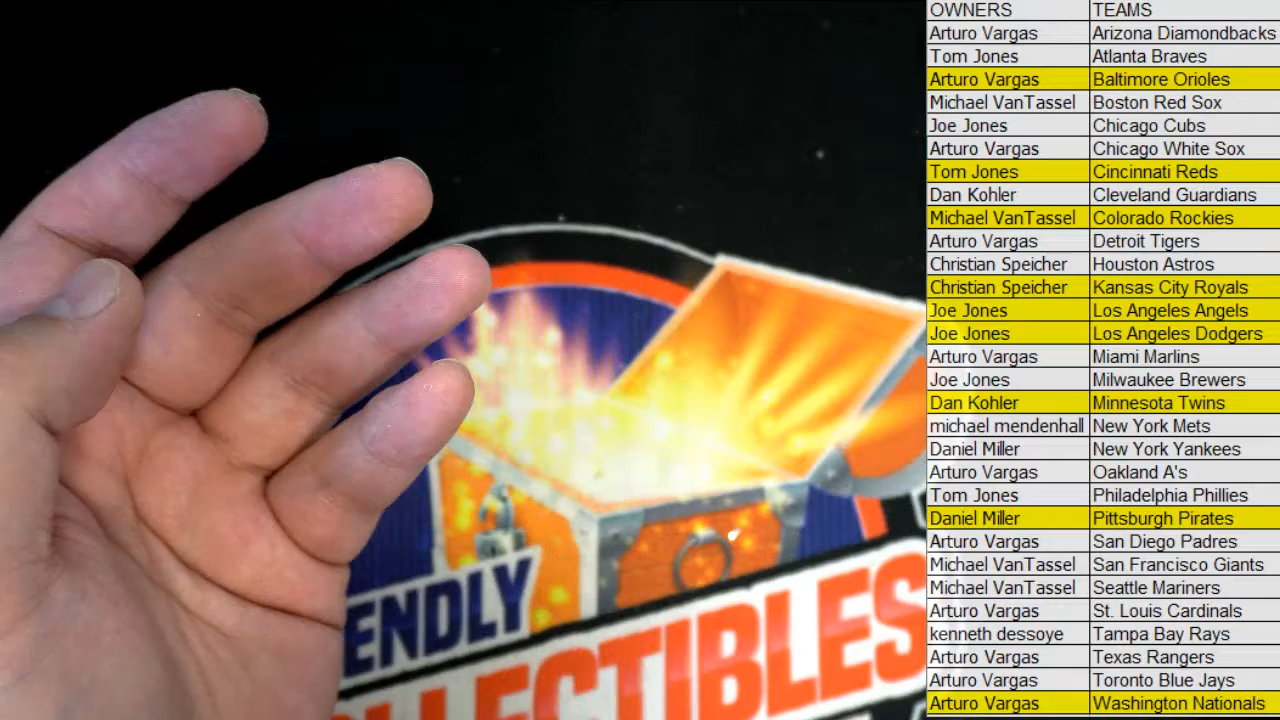 OWNERS TEAMS
Arturo Vargas Arizona Diamondbacks
Tom Jones Atlanta Braves
Arturo Vargas Baltimore Orioles
Michael VanTassel Boston Red Sox
Joe Jones Chicago Cubs
Arturo Vargas Chicago White Sox
Tom Jones Cincinnati Reds
Dan Kohler Cleveland Guardians
Michael VanTassel Colorado Rockies
Arturo Vargas Detroit Tigers
Christian Speicher Houston Astros
Christian Speicher Kansas City Royals
Joe Jones Los Angeles Angels
Joe Jones Los Angeles Dodgers
Arturo Vargas Miami Marlins
Joe Jones Milwaukee Brewers
Dan Kohler Minnesota Twins
michael mendenhall New York Mets
Daniel Miller New York Yankees
Arturo Vargas Oakland A's
Tom Jones Philadelphia Phillies
Daniel Miller Pittsburgh Pirates
Arturo Vargas San Diego Padres
Michael VanTassel San Francisco Giants
Michael VanTassel Seattle Mariners
Arturo Vargas St. Louis Cardinals
kenneth dessoye Tampa Bay Rays
Arturo Vargas Texas Rangers
Arturo Vargas Toronto Blue Jays
Arturo Vargas Washington Nationals
ENDLY
LLECTIBLES